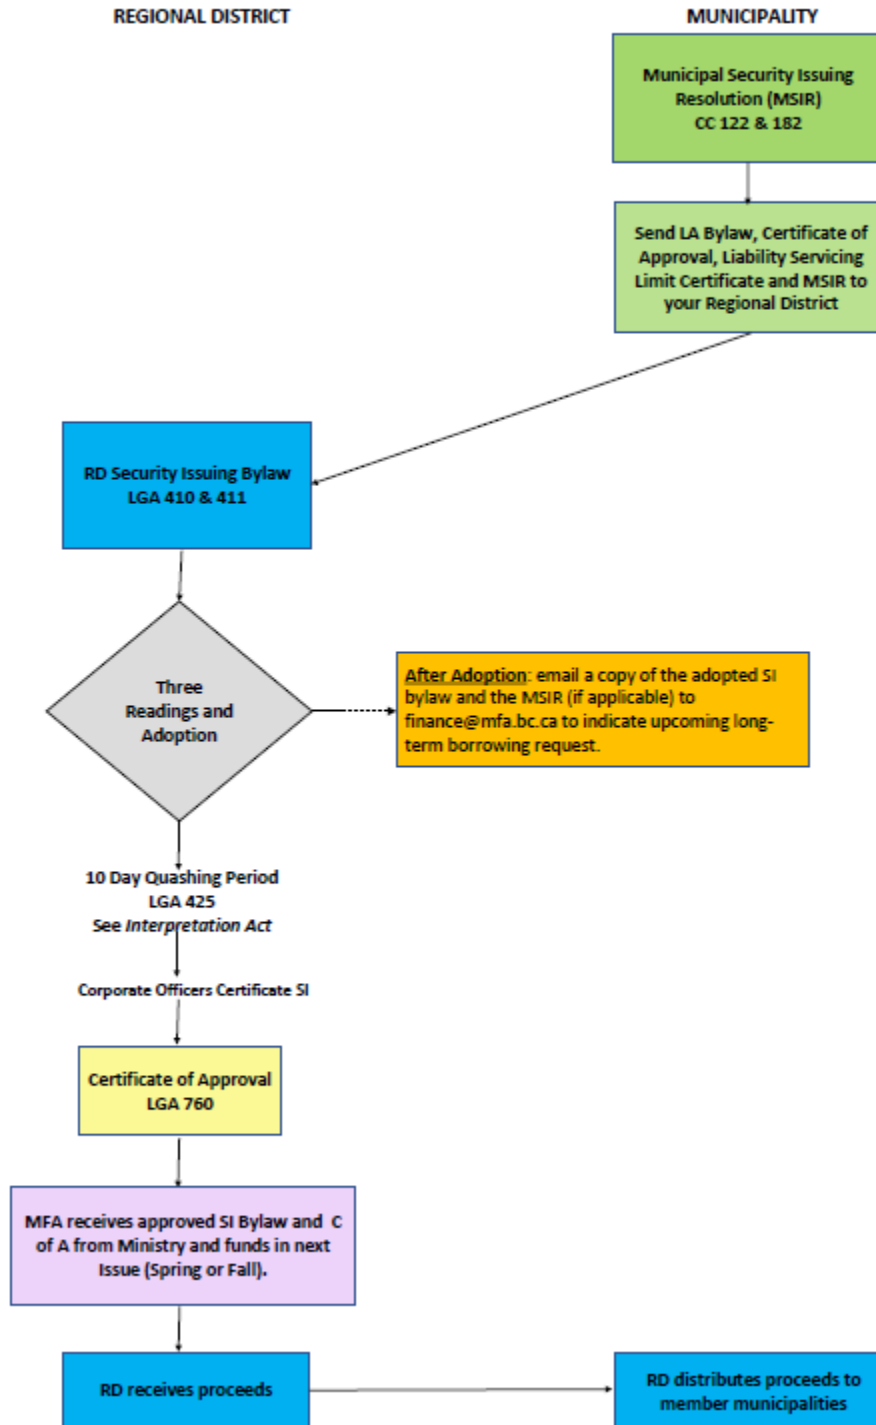 REGIONAL DISTRICT
MUNICIPALITY
Municipal Security Issuing
Resolution (MSIR)
CC 122 & 182
Send LA Bylaw, Certificate of
Approval, Liability Servicing
Limit Certificate and MSIR to
your Regional District
RD Security Issuing Bylaw
LGA 410 & 411
Three
Readings and
Adoption
After Adoption: email a copy of the adopted SI
bylaw and the MSIR (if applicable) to
finance@mfa.bc.ca to indicate upcoming long-
term borrowing request.
10 Day Quashing Period
LGA 425
See Interpretation Act
Corporate Officers Certificate SI
Certificate of Approval
LGA 760
MFA receives approved SI Bylaw and C
of A from Ministry and funds in next
Issue (Spring or Fall).
RD receives proceeds
RD distributes proceeds to
member municipalities